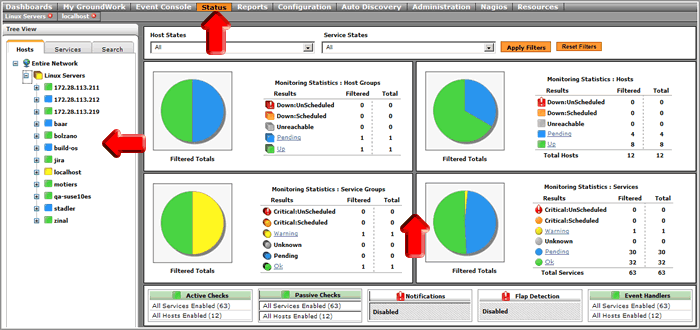 Dashboards My GroundWork Event Console Status Reports Configuration Auto Discovery Administration Nagios Resources
Linux Servers localhost
Tree View
Hosts Services Search
Entire Network
Linux Servers
172.28.113.211
172.28.113.212
172.28.113.219
baar
bolzano
build-os
jira
localhost
motiers
qa-suse10es
stadler
zinal
Host States Service States
All All Apply Filters Reset Filters
Monitoring Statistics : Host Groups
Results Filtered Total
Down:UnScheduled 0 0
Down:Scheduled 0 0
Unreachable 0 0
Pending 1 1
Up 1 1
Filtered Totals
Monitoring Statistics : Hosts
Results Filtered Total
Down:UnScheduled 0 0
Down:Scheduled 0 0
Unreachable 0 0
Pending 4 4
Up 8 8
Total Hosts 12 12
Filtered Totals
Monitoring Statistics : Service Groups
Results Filtered Total
Critical:UnScheduled 0 0
Critical:Scheduled 0 0
Warning 1 1
Unknown 0 0
Pending 0 0
Ok 1 1
Filtered Totals
Monitoring Statistics : Services
Results Filtered Total
Critical:UnScheduled 0 0
Critical:Scheduled 0 0
Warning 1 1
Unknown 0 0
Pending 30 30
Ok 32 32
Total Services 63 63
Filtered Totals
Active Checks
All Services Enabled (63)
All Hosts Enabled (12)
Passive Checks
All Services Enabled (63)
All Hosts Enabled (12)
Notifications
Disabled
Flap Detection
Disabled
Event Handlers
All Services Enabled (63)
All Hosts Enabled (12)